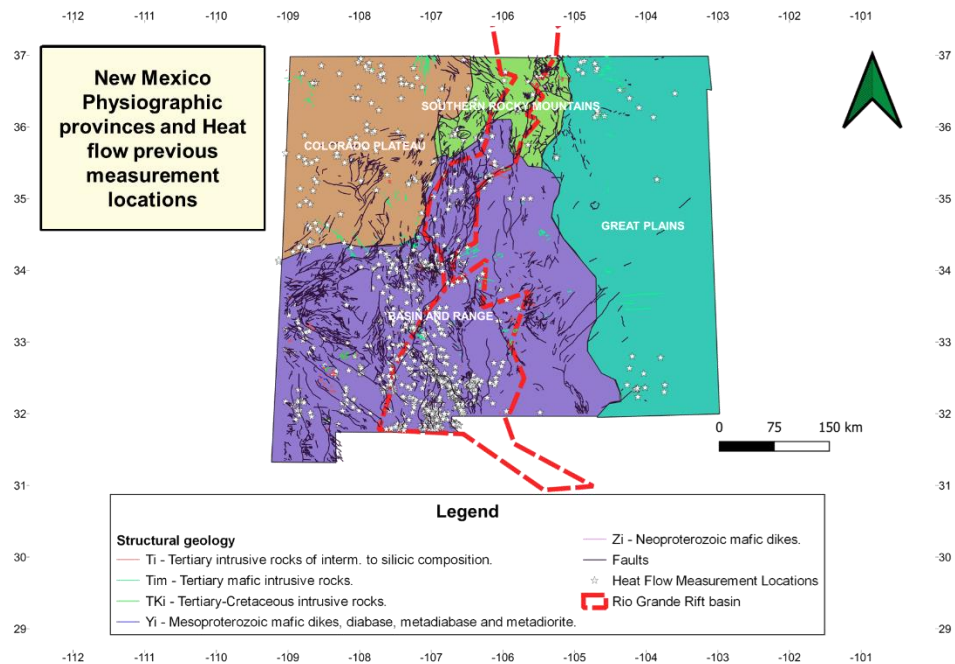 -112 -111 -110 -109 -108 -107 -106 -105 -104 -103 -102 -101
New Mexico
Physiographic
provinces and Heat
flow previous
measurement
locations
37 37
36 36
35 35
34 34
33 33
32 32
31 31
30 30
29 29
SOUTHERN ROCKY MOUNTAINS
COLORADO PLATEAU
GREAT PLAINS
BASIN AND RANGE
0 75 150 km
Legend
Structural geology
Ti - Tertiary intrusive rocks of interm. to silicic composition.
Tim - Tertiary mafic intrusive rocks.
TKi - Tertiary-Cretaceous intrusive rocks.
Yi - Mesoproterozoic mafic dikes, diabase, metadiabase and metadiorite.
Zi - Neoproterozoic mafic dikes.
Faults
Heat Flow Measurement Locations
Rio Grande Rift basin
-112 -111 -110 -109 -108 -107 -106 -105 -104 -103 -102 -101